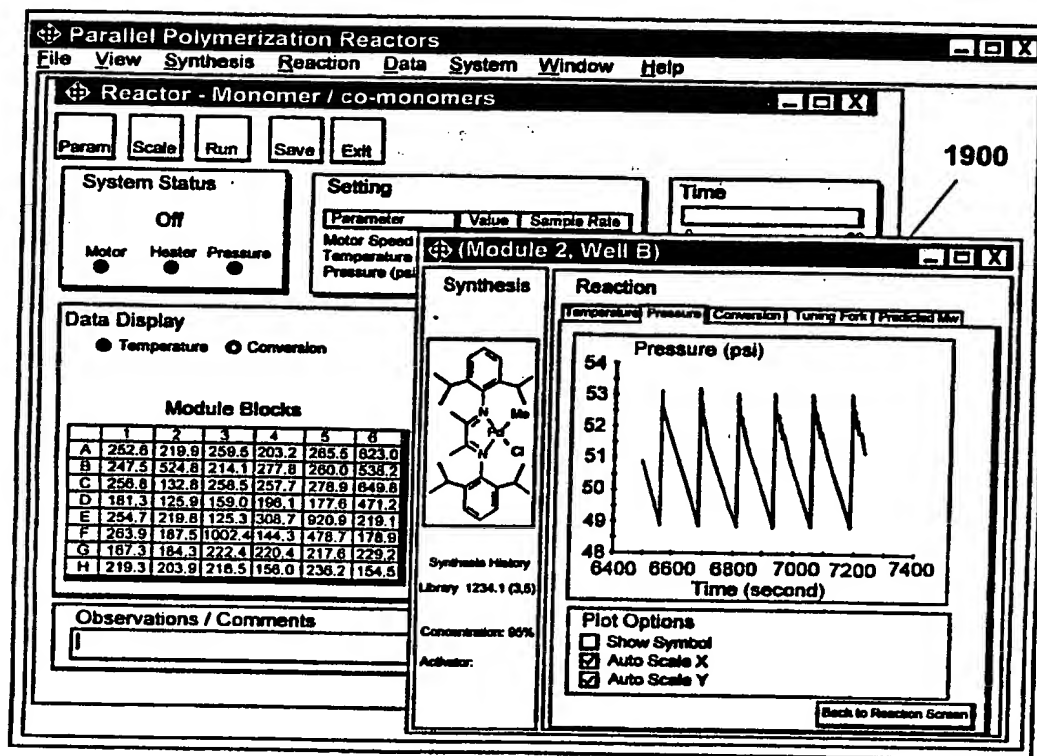 Parallel Polymerization Reactors
File View Synthesis Reaction Data System Window Help
Reactor - Monomer / co-monomers
Param Scale Run Save Exit
1900
System Status
Off
Motor Heater Pressure
Setting
Parameter Value Sample Rate
Motor Speed
Temperature
Pressure (psi
Time
Data Display
Temperature Conversion
Module Blocks
1 2 3 4 5 6
A 252.8 219.9 259.5 203.2 265.5 823.0
B 247.5 524.8 214.1 277.8 260.0 538.2
C 256.8 132.8 256.5 257.7 278.9 649.8
D 181.3 125.9 159.0 196.1 177.6 471.2
E 254.7 219.8 125.3 308.7 920.9 219.1
F 263.9 187.5 1002.4 144.3 478.7 178.9
G 167.3 184.3 222.4 220.4 217.6 229.2
H 219.3 203.9 216.5 156.0 236.2 154.5
Observations / Comments
(Module 2, Well B)
Synthesis
N
Me
Pd
Cl
N
Synthesis History
Library 1234.1 (3,5)
Concentration: 95%
Activator:
Reaction
Temperature Pressure Conversion Tuning Fork Predicted Mw
Pressure (psi)
54
53
52
51
50
49
48
6400 6600 6800 7000 7200 7400
Time (second)
Plot Options
Show Symbol
Auto Scale X
Auto Scale Y
Back to Reaction Screen